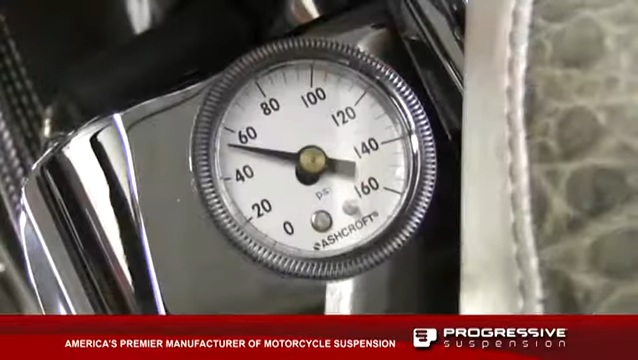 100
80
120
60
140
40
160
20
psi
0
ASHCROFT®
AMERICA'S PREMIER MANUFACTURER OF MOTORCYCLE SUSPENSION
PROGRESSIVE
SUSPENSION